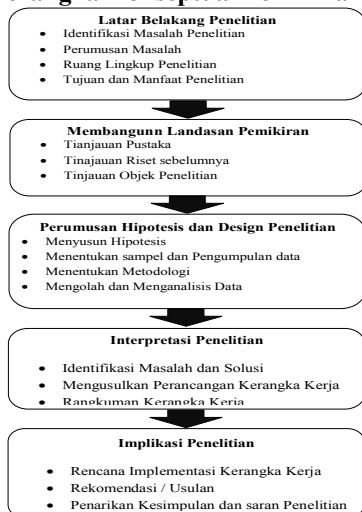 Latar Belakang Penelitian
• Identifikasi Masalah Penelitian
• Perumusan Masalah
• Ruang Lingkup Penelitian
• Tujuan dan Manfaat Penelitian
Membangunn Landasan Pemikiran
• Tianjauan Pustaka
• Tinajauan Riset sebelumnya
• Tinjauan Objek Penelitian
Perumusan Hipotesis dan Design Penelitian
• Menyusun Hipotesis
• Menentukan sampel dan Pengumpulan data
• Menentukan Metodologi
• Mengolah dan Menganalisis Data
Interpretasi Penelitian
• Identifikasi Masalah dan Solusi
• Mengusulkan Perancangan Kerangka Kerja
• Rangkuman Kerangka Kerja
Implikasi Penelitian
• Rencana Implementasi Kerangka Kerja
• Rekomendasi / Usulan
• Penarikan Kesimpulan dan saran Penelitian